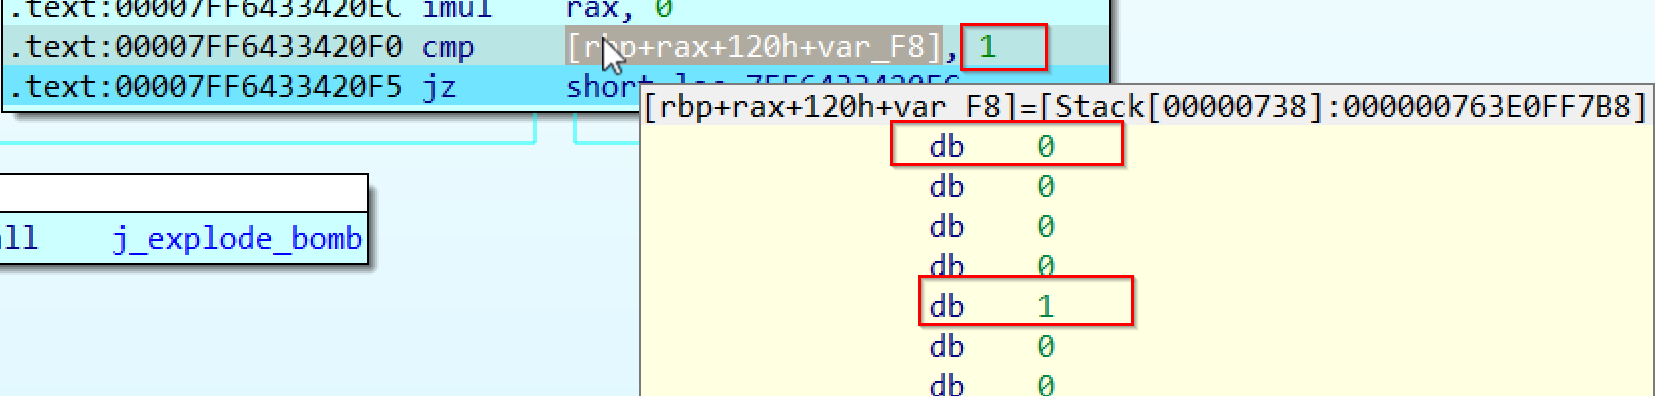 .text:00007FF6433420EC imul rax, 0
.text:00007FF6433420F0 cmp [rbp+rax+120h+var_F8], 1
.text:00007FF6433420F5 jz short loc_7FF6433420FC
[rbp+rax+120h+var_F8]=[Stack[00000738]:000000763E0FF7B8]
db 0
db 0
db 0
db 0
db 1
db 0
db 0
all j_explode_bomb